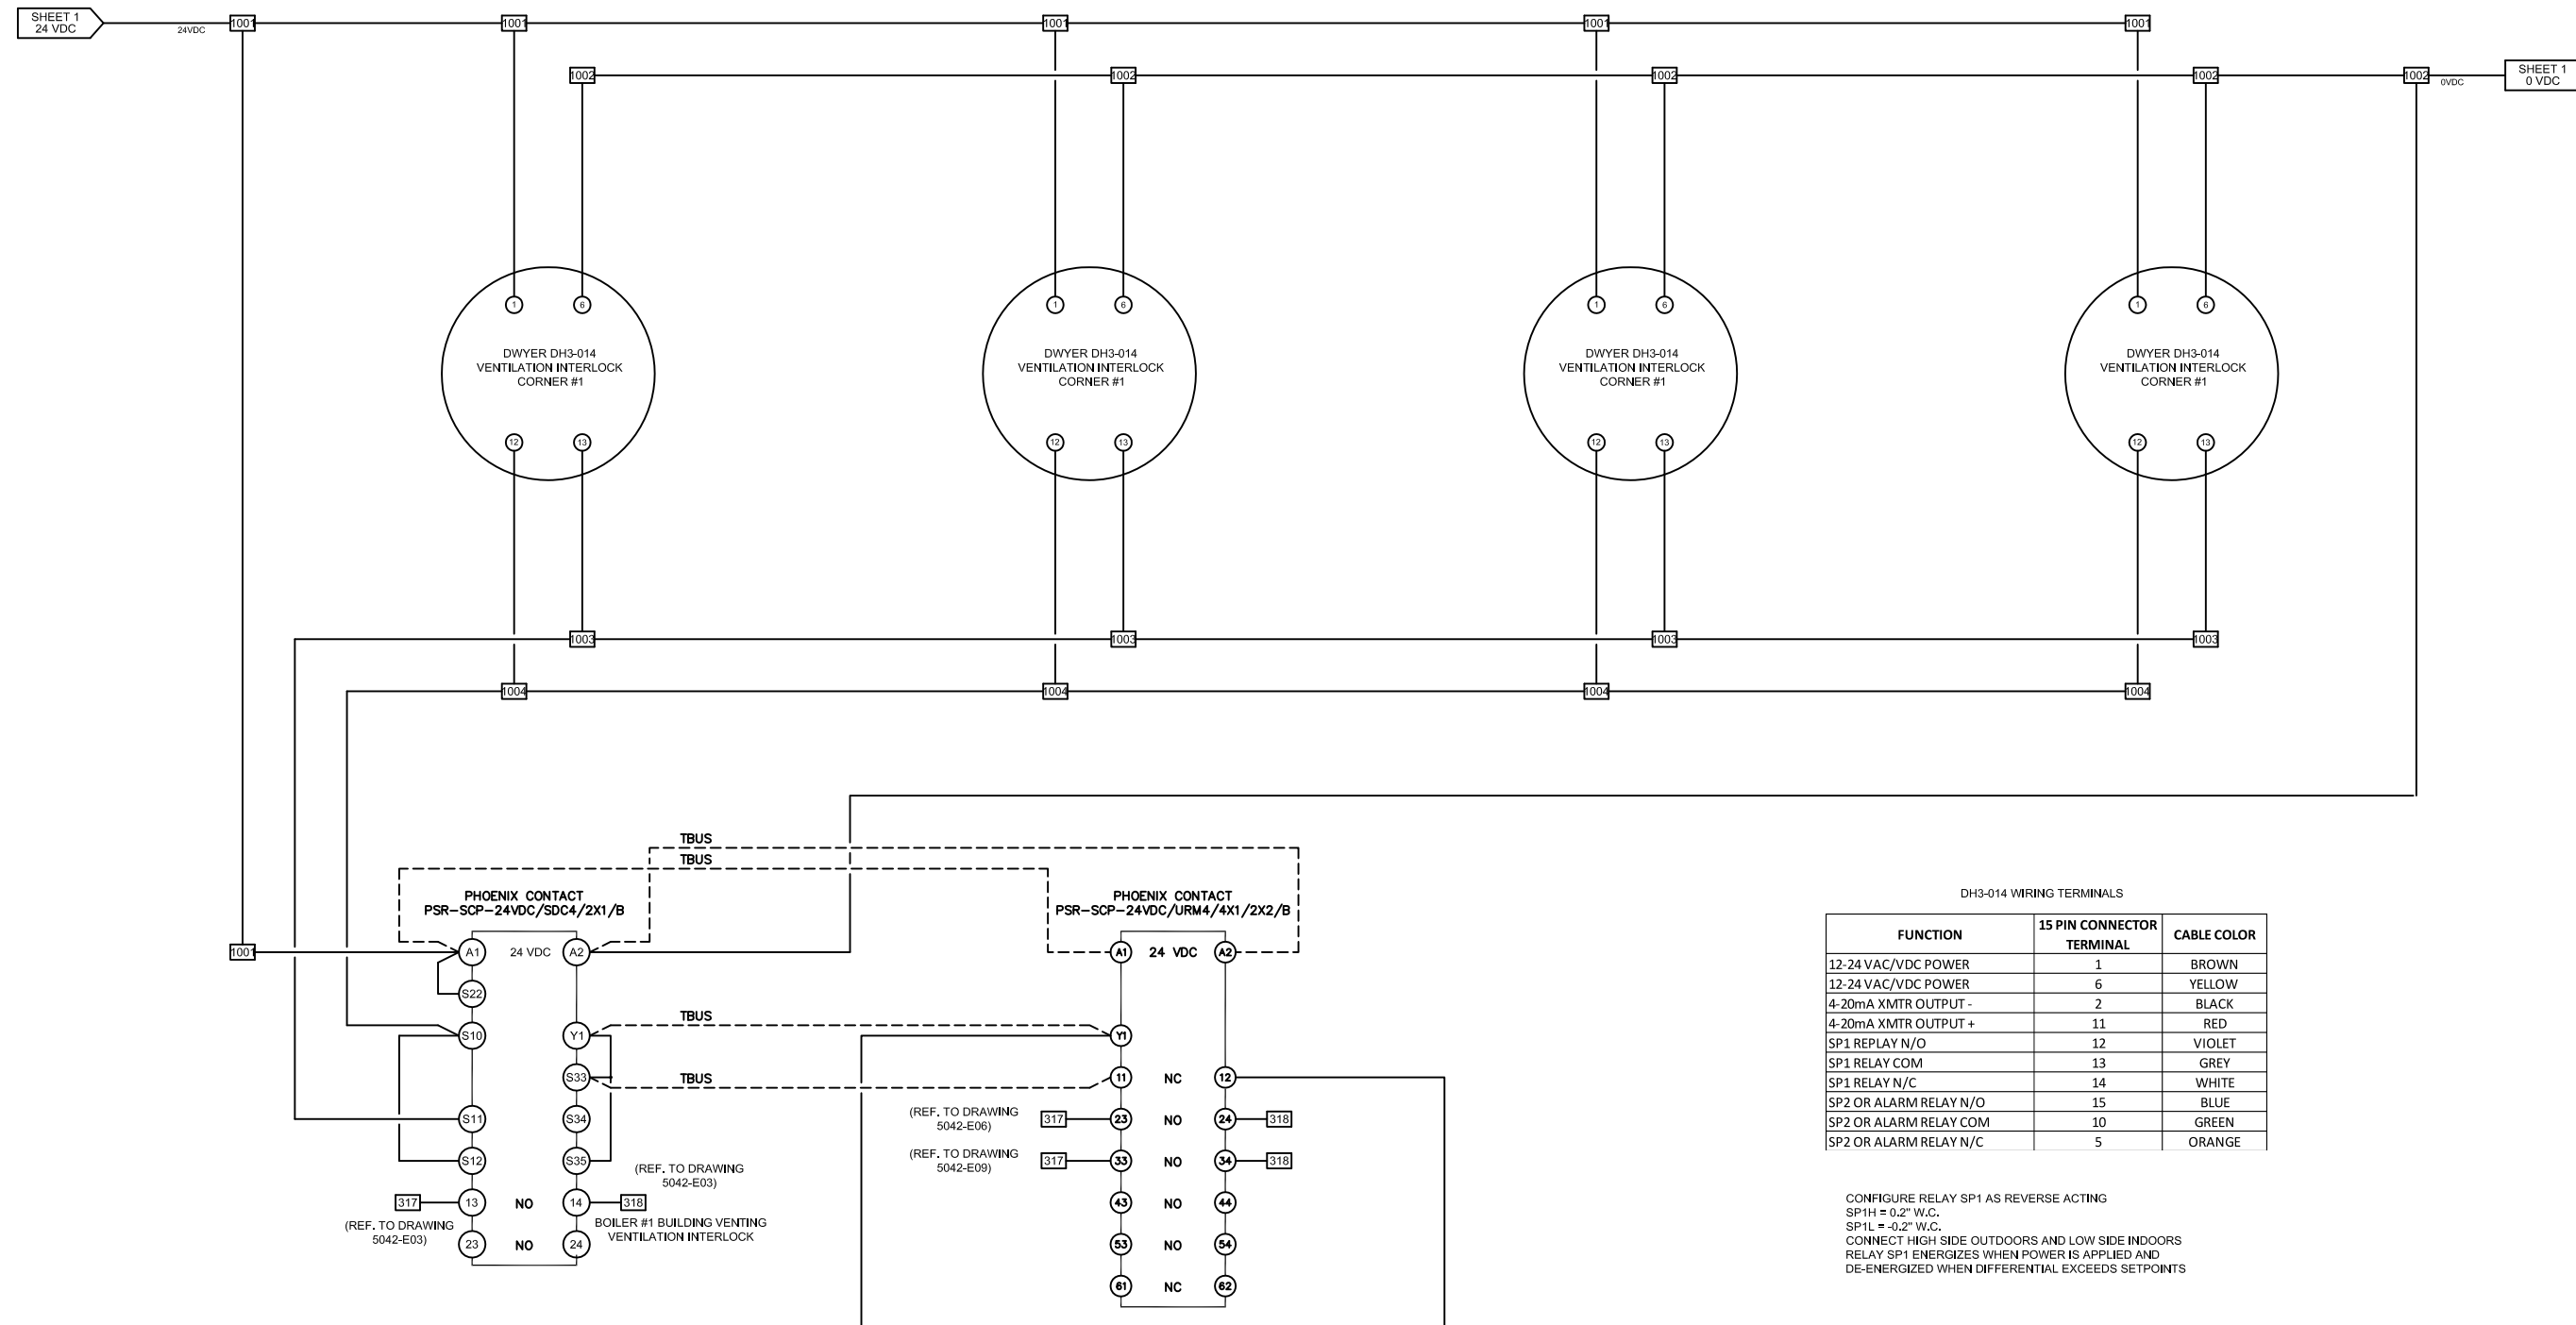 SHEET 1
24 VDC
24VDC
1001
1001
1001
1001
1001
1002
1002
1002
1002
1002
0VDC
SHEET 1
0 VDC
1
6
1
6
1
6
1
6
DWYER DH3-014
VENTILATION INTERLOCK
CORNER #1
DWYER DH3-014
VENTILATION INTERLOCK
CORNER #1
DWYER DH3-014
VENTILATION INTERLOCK
CORNER #1
DWYER DH3-014
VENTILATION INTERLOCK
CORNER #1
12
13
12
13
12
13
12
13
1003
1003
1003
1003
1004
1004
1004
1004
TBUS
TBUS
PHOENIX CONTACT
PSR-SCP-24VDC/SDC4/2X1/B
1001
A1
24 VDC
A2
S22
S10
Y1
S33
S11
S34
S12
S35
317
13
NO
14
318
(REF. TO DRAWING
5042-E03)
(REF. TO DRAWING
5042-E03)
BOILER #1 BUILDING VENTING
VENTILATION INTERLOCK
23
NO
24
TBUS
TBUS
PHOENIX CONTACT
PSR-SCP-24VDC/URM4/4X1/2X2/B
A1
24 VDC
A2
Y1
11
NC
12
(REF. TO DRAWING
5042-E06)
317
23
NO
24
318
(REF. TO DRAWING
5042-E09)
317
33
NO
34
318
43
NO
44
53
NO
54
61
NC
62
DH3-014 WIRING TERMINALS
FUNCTION
15 PIN CONNECTOR
TERMINAL
CABLE COLOR
12-24 VAC/VDC POWER 1 BROWN
12-24 VAC/VDC POWER 6 YELLOW
4-20mA XMTR OUTPUT - 2 BLACK
4-20mA XMTR OUTPUT + 11 RED
SP1 REPLAY N/O 12 VIOLET
SP1 RELAY COM 13 GREY
SP1 RELAY N/C 14 WHITE
SP2 OR ALARM RELAY N/O 15 BLUE
SP2 OR ALARM RELAY COM 10 GREEN
SP2 OR ALARM RELAY N/C 5 ORANGE
CONFIGURE RELAY SP1 AS REVERSE ACTING
SP1H = 0.2" W.C.
SP1L = -0.2" W.C.
CONNECT HIGH SIDE OUTDOORS AND LOW SIDE INDOORS
RELAY SP1 ENERGIZES WHEN POWER IS APPLIED AND
DE-ENERGIZED WHEN DIFFERENTIAL EXCEEDS SETPOINTS